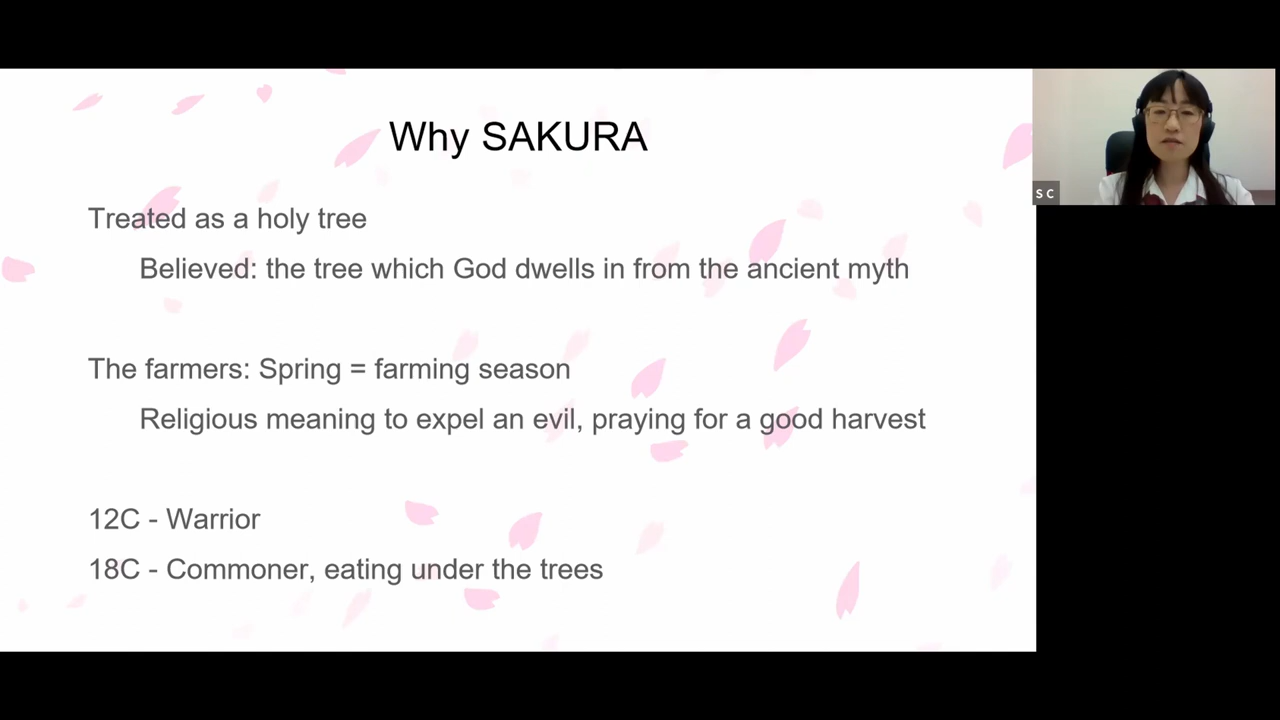 Why SAKURA
Treated as a holy tree
Believed: the tree which God dwells in from the ancient myth
The farmers: Spring = farming season
Religious meaning to expel an evil, praying for a good harvest
12C - Warrior
18C - Commoner, eating under the trees
S C